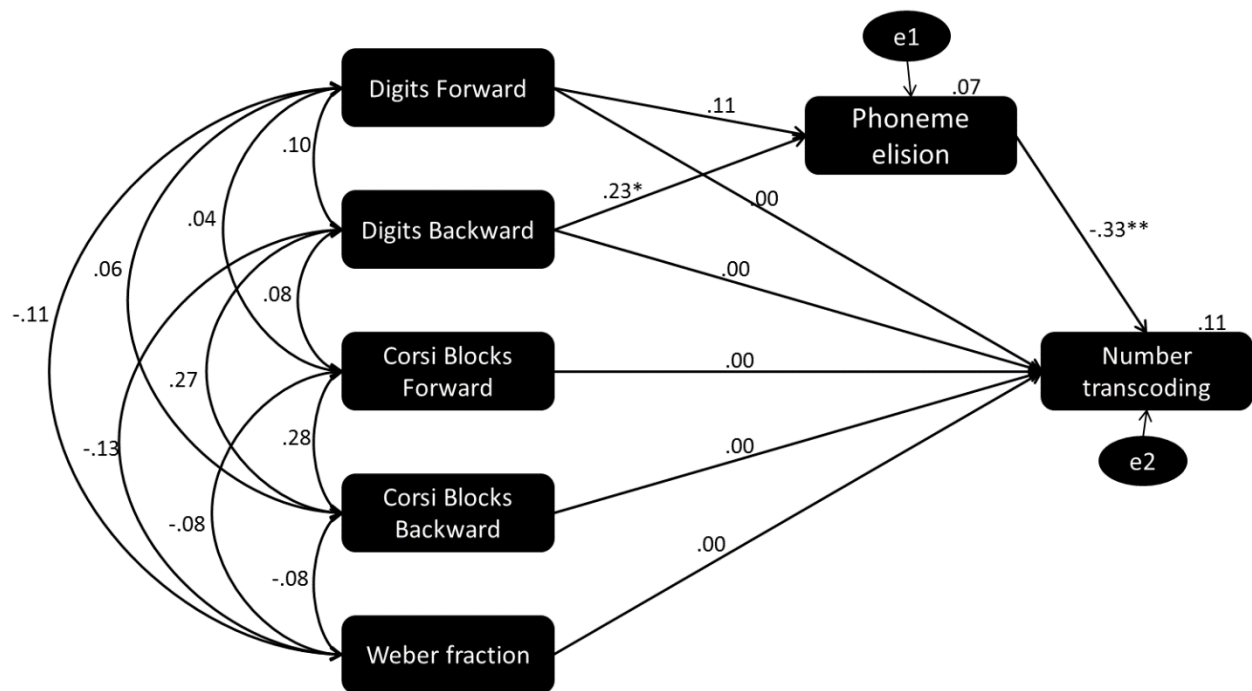 e1
.07
Digits Forward
.11
Phoneme
elision
.10
.23*
.00
.04
Digits Backward
-.33**
.06
.00
.08
-.11
.11
Corsi Blocks
Forward
.00
Number
transcoding
.27
.28
-.13
.00
e2
Corsi Blocks
Backward
-.08
.00
-.08
Weber fraction